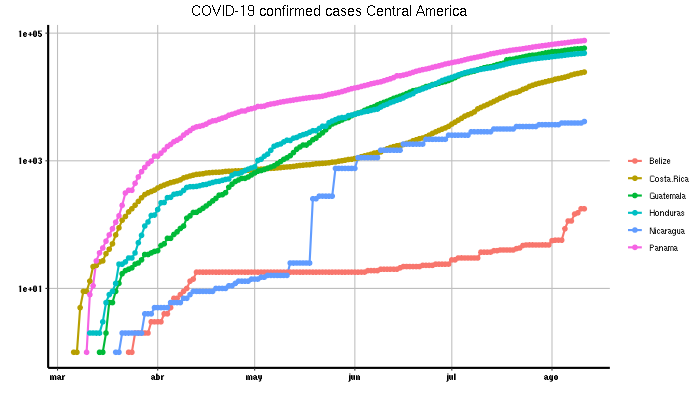 COVID-19 confirmed cases Central America
1e+05
1e+03
1e+01
mar abr may jun jul ago
Belize
Costa.Rica
Guatemala
Honduras
Nicaragua
Panama